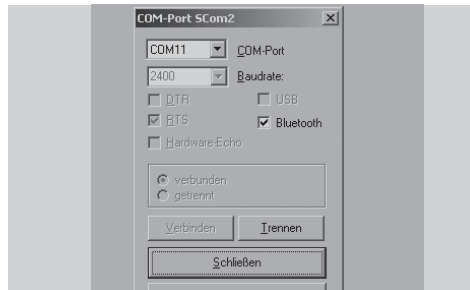 COM-Port SCom2
COM11 COM-Port
2400 Baudrate:
DTR USB
RTS Bluetooth
Hardware-Echo
verbunden
getrennt
Verbinden Trennen
Schließen